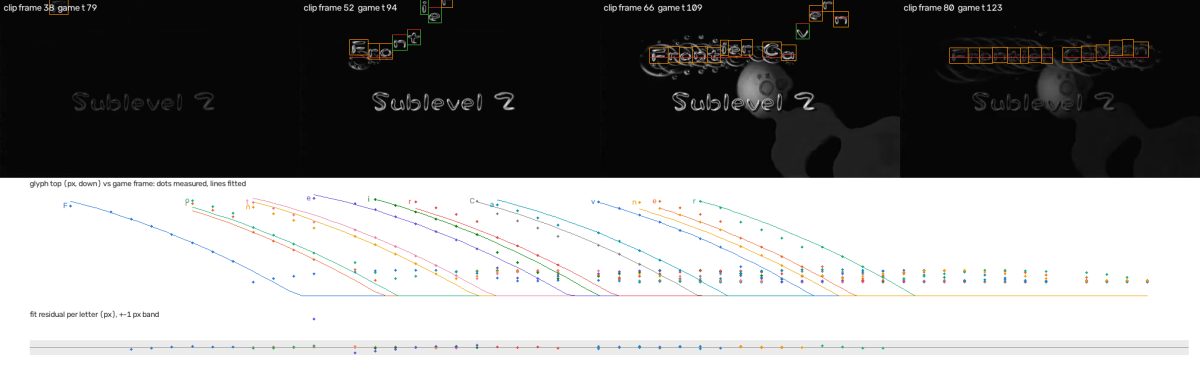 clip frame 38 game t 79
clip frame 52 game t 94
clip frame 66 game t 109
clip frame 80 game t 123
Sublevel 2
Sublevel 2
Sublevel 2
Sublevel 2
glyph top (px, down) vs game frame: dots measured, lines fitted
F
t
n
e
i
r
C
a
v
n
e
r
fit residual per letter (px), +-1 px band